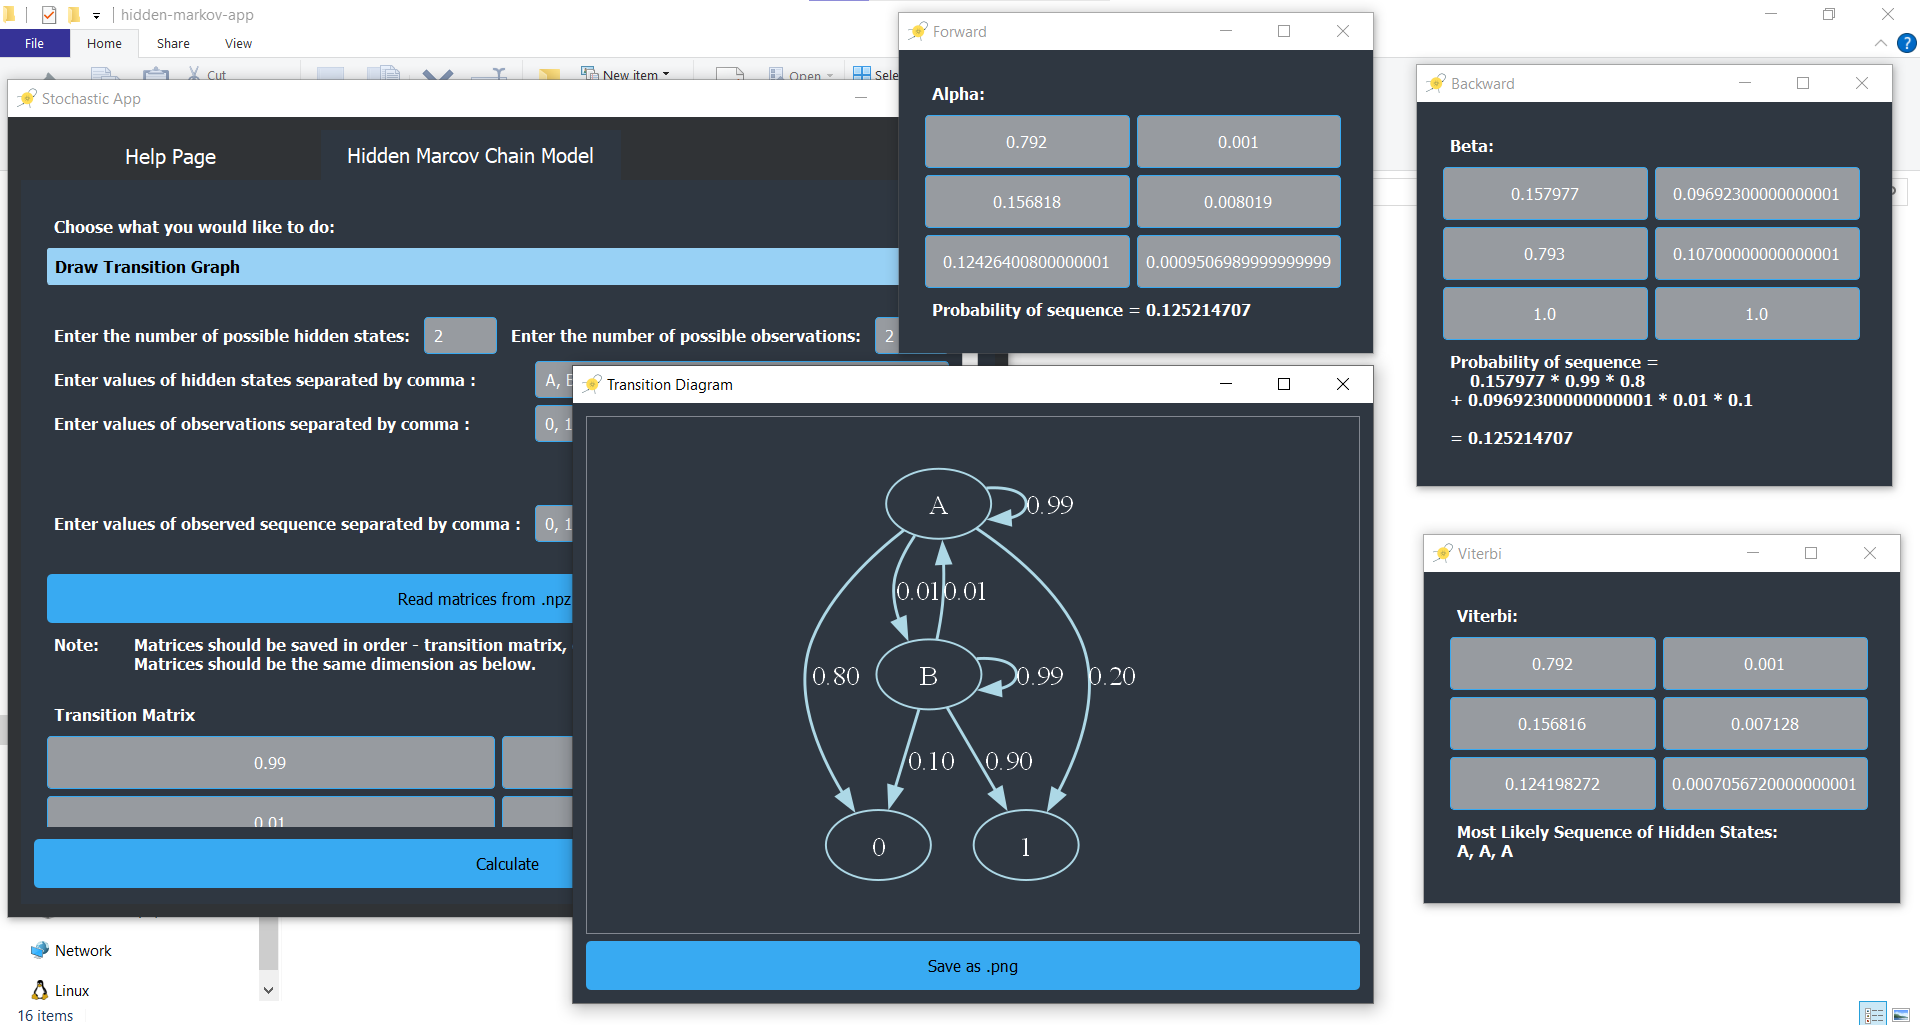 hidden-markov-app
File Home Share View
Cut
New item
Open
Stochastic App
Help Page
Hidden Marcov Chain Model
Choose what you would like to do:
Draw Transition Graph
Enter the number of possible hidden states: 2 Enter the number of possible observations: 2
Enter values of hidden states separated by comma : A,
Enter values of observations separated by comma : 0, 1
Enter values of observed sequence separated by comma : 0, 1
Read matrices from .npz
Note: Matrices should be saved in order - transition matrix,
Matrices should be the same dimension as below.
Transition Matrix
0.99
0.01
Calculate
Network
Linux
16 items
Forward
Alpha:
0.792 0.001
0.156818 0.008019
0.12426400800000001 0.0009506989999999999
Probability of sequence = 0.125214707
Transition Diagram
A
0.99
0.01 0.01
0.80 B 0.99 0.20
0.10 0.90
0 1
Save as .png
Backward
Beta:
0.157977 0.09692300000000001
0.793 0.10700000000000001
1.0 1.0
Probability of sequence =
0.157977 * 0.99 * 0.8
+ 0.09692300000000001 * 0.01 * 0.1
= 0.125214707
Viterbi
Viterbi:
0.792 0.001
0.156816 0.007128
0.124198272 0.0007056720000000001
Most Likely Sequence of Hidden States:
A, A, A